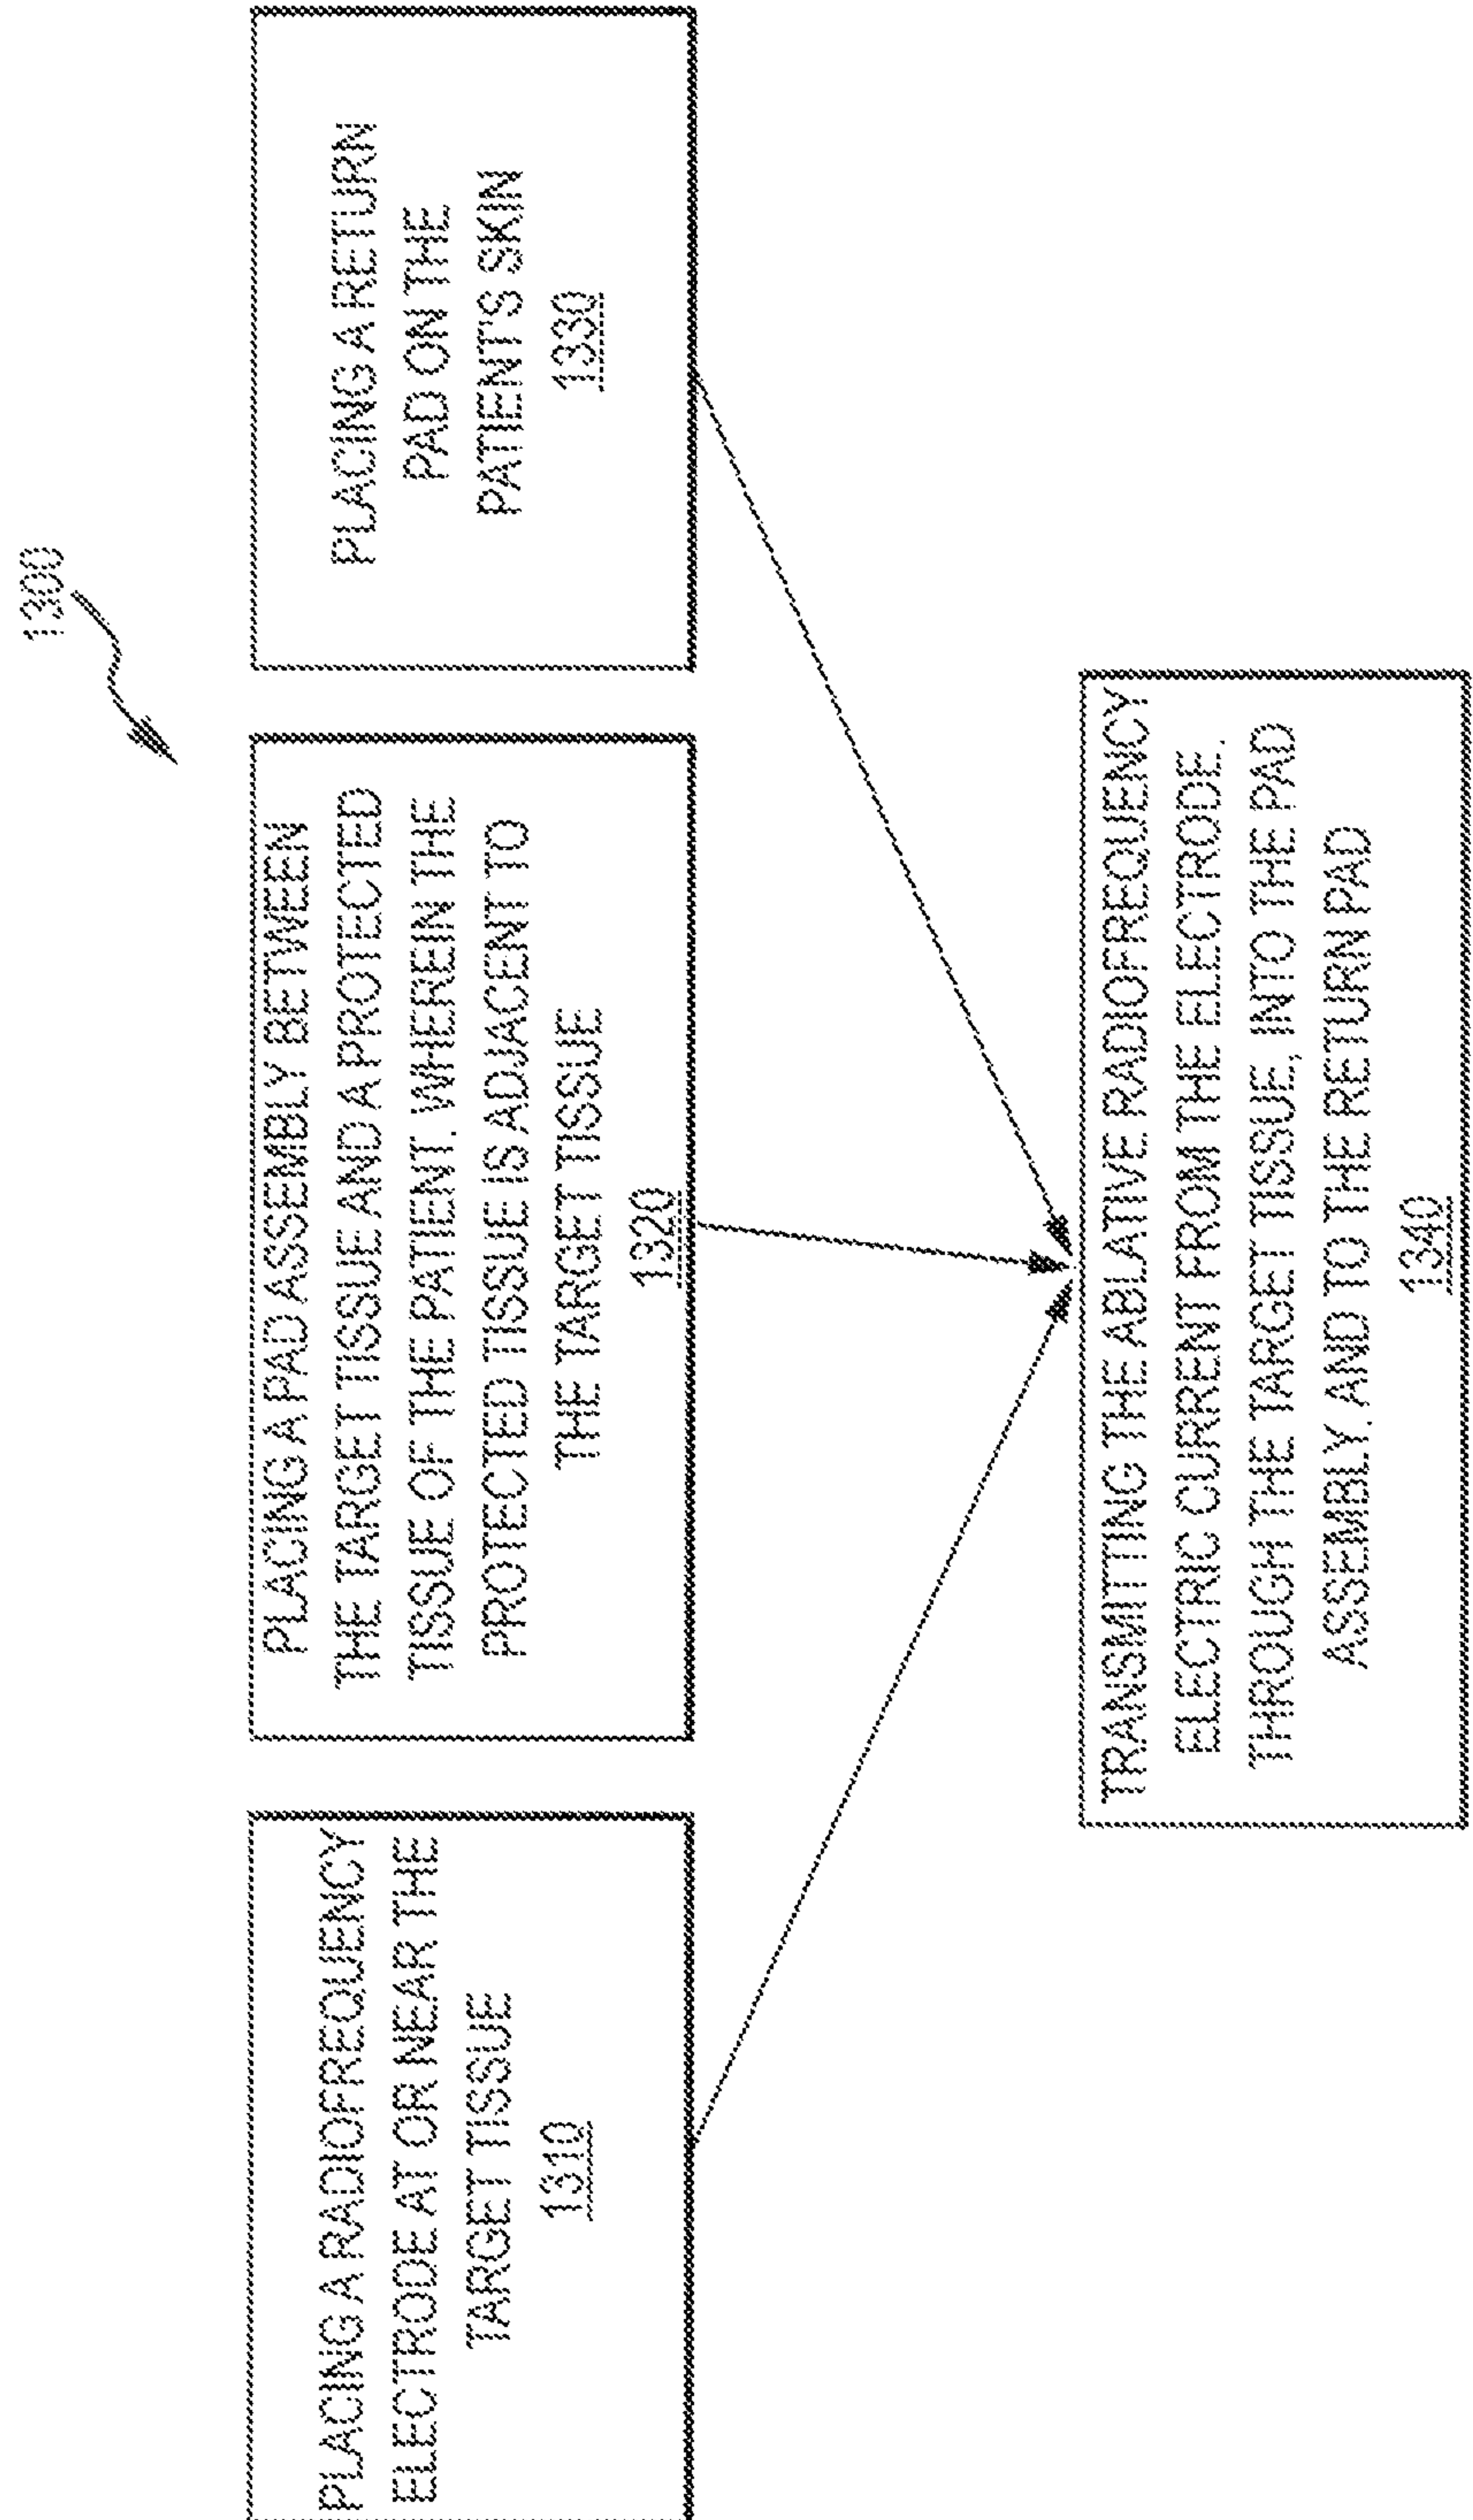 1300
PLACING A RADIOFREQUENCY
ELECTRODE AT OR NEAR THE
TARGET TISSUE
1310
PLACING A PAD ASSEMBLY BETWEEN
THE TARGET TISSUE AND A PROTECTED
TISSUE OF THE PATIENT, WHEREIN THE
PROTECTED TISSUE IS ADJACENT TO
THE TARGET TISSUE
1320
PLACING A RETURN
PAD ON THE
PATIENT'S SKIN
1330
TRANSMITTING THE ABLATIVE RADIOFREQUENCY
ELECTRIC CURRENT FROM THE ELECTRODE,
THROUGH THE TARGET TISSUE, INTO THE PAD
ASSEMBLY, AND TO THE RETURN PAD
1340